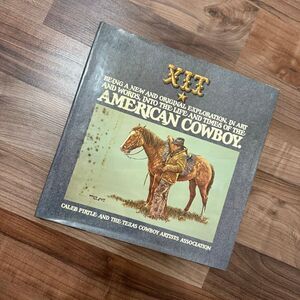 XIT
BEING A NEW AND ORIGINAL EXPLORATION, IN ART
AND WORDS, INTO THE LIFE AND TIMES OF THE
AMERICAN COWBOY.
CALEB PIRTLE AND THE TEXAS COWBOY ARTISTS ASSOCIATION